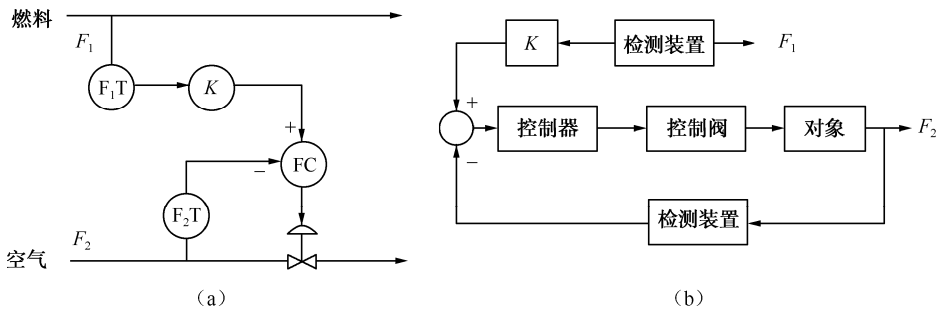 燃料
F₁
F₁T
K
+
FC
−
F₂T
F₂
空气
(a)
K
检测装置
F₁
+
控制器
控制阀
对象
F₂
−
检测装置
(b)